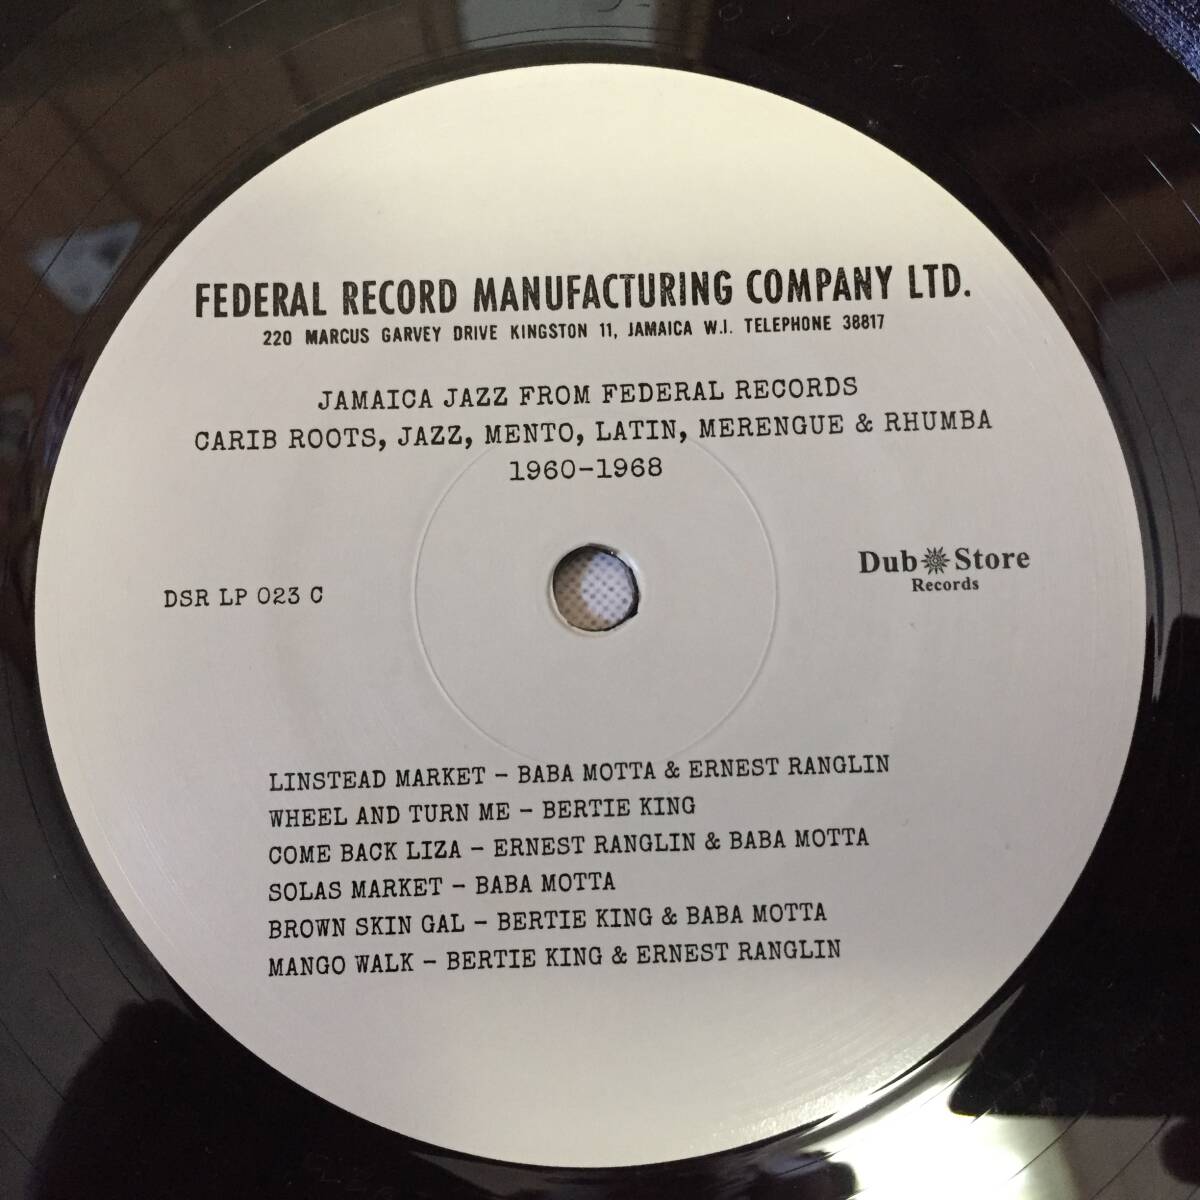 FEDERAL RECORD MANUFACTURING COMPANY LTD.
220 MARCUS GARVEY DRIVE KINGSTON 11, JAMAICA W.I. TELEPHONE 38817
JAMAICA JAZZ FROM FEDERAL RECORDS
CARIB ROOTS, JAZZ, MENTO, LATIN, MERENGUE & RHUMBA
1960-1968
DSR LP 023 C
Dub Store
Records
LINSTEAD MARKET - BABA MOTTA & ERNEST RANGLIN
WHEEL AND TURN ME - BERTIE KING
COME BACK LIZA - ERNEST RANGLIN & BABA MOTTA
SOLAS MARKET - BABA MOTTA
BROWN SKIN GAL - BERTIE KING & BABA MOTTA
MANGO WALK - BERTIE KING & ERNEST RANGLIN